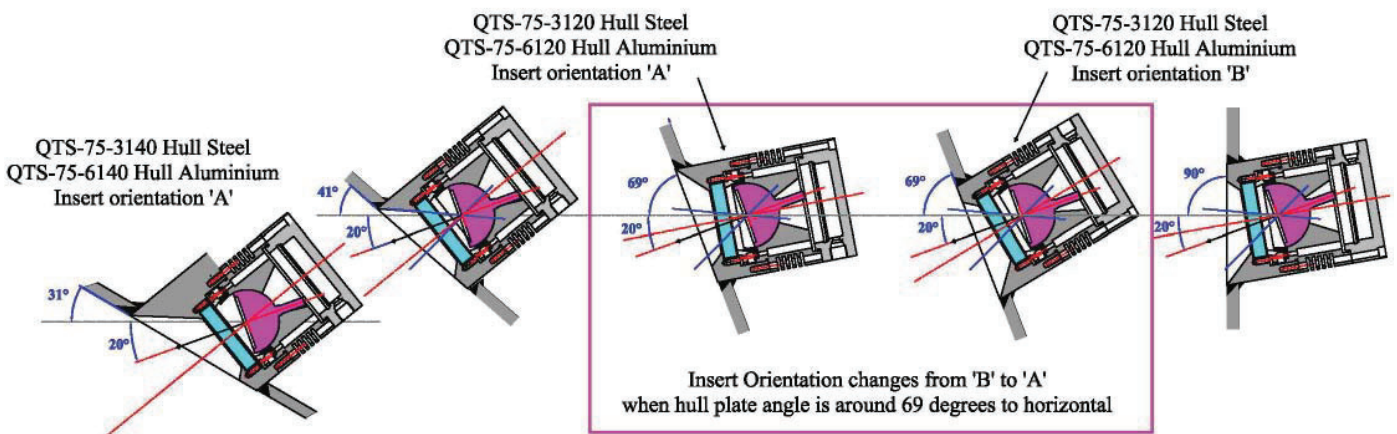 QTS-75-3120 Hull Steel
QTS-75-6120 Hull Aluminium
Insert orientation 'A'
QTS-75-3120 Hull Steel
QTS-75-6120 Hull Aluminium
Insert orientation 'B'
QTS-75-3140 Hull Steel
QTS-75-6140 Hull Aluminium
Insert orientation 'A'
31°
20°
41°
20°
69°
20°
69°
20°
90°
20°
Insert Orientation changes from 'B' to 'A'
when hull plate angle is around 69 degrees to horizontal